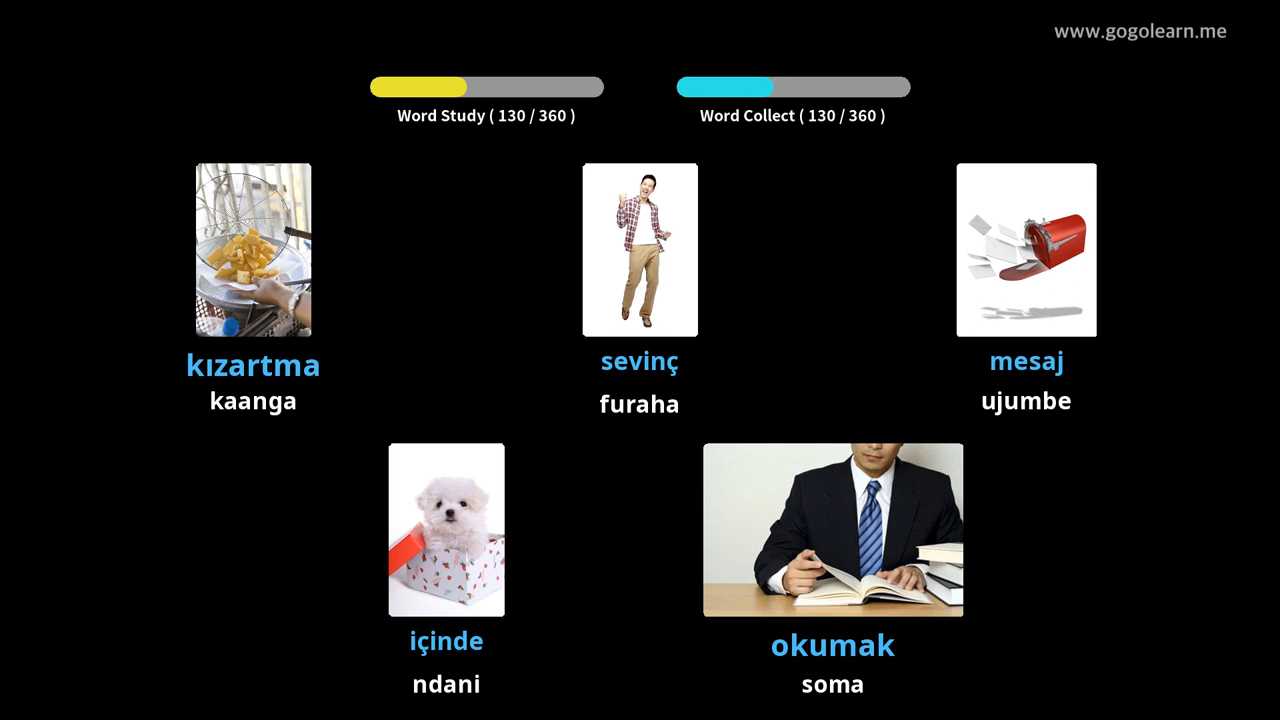 www.gogolearn.me
Word Study ( 130 / 360 )
Word Collect ( 130 / 360 )
kızartma
kaanga
sevinç
furaha
mesaj
ujumbe
içinde
ndani
okumak
soma